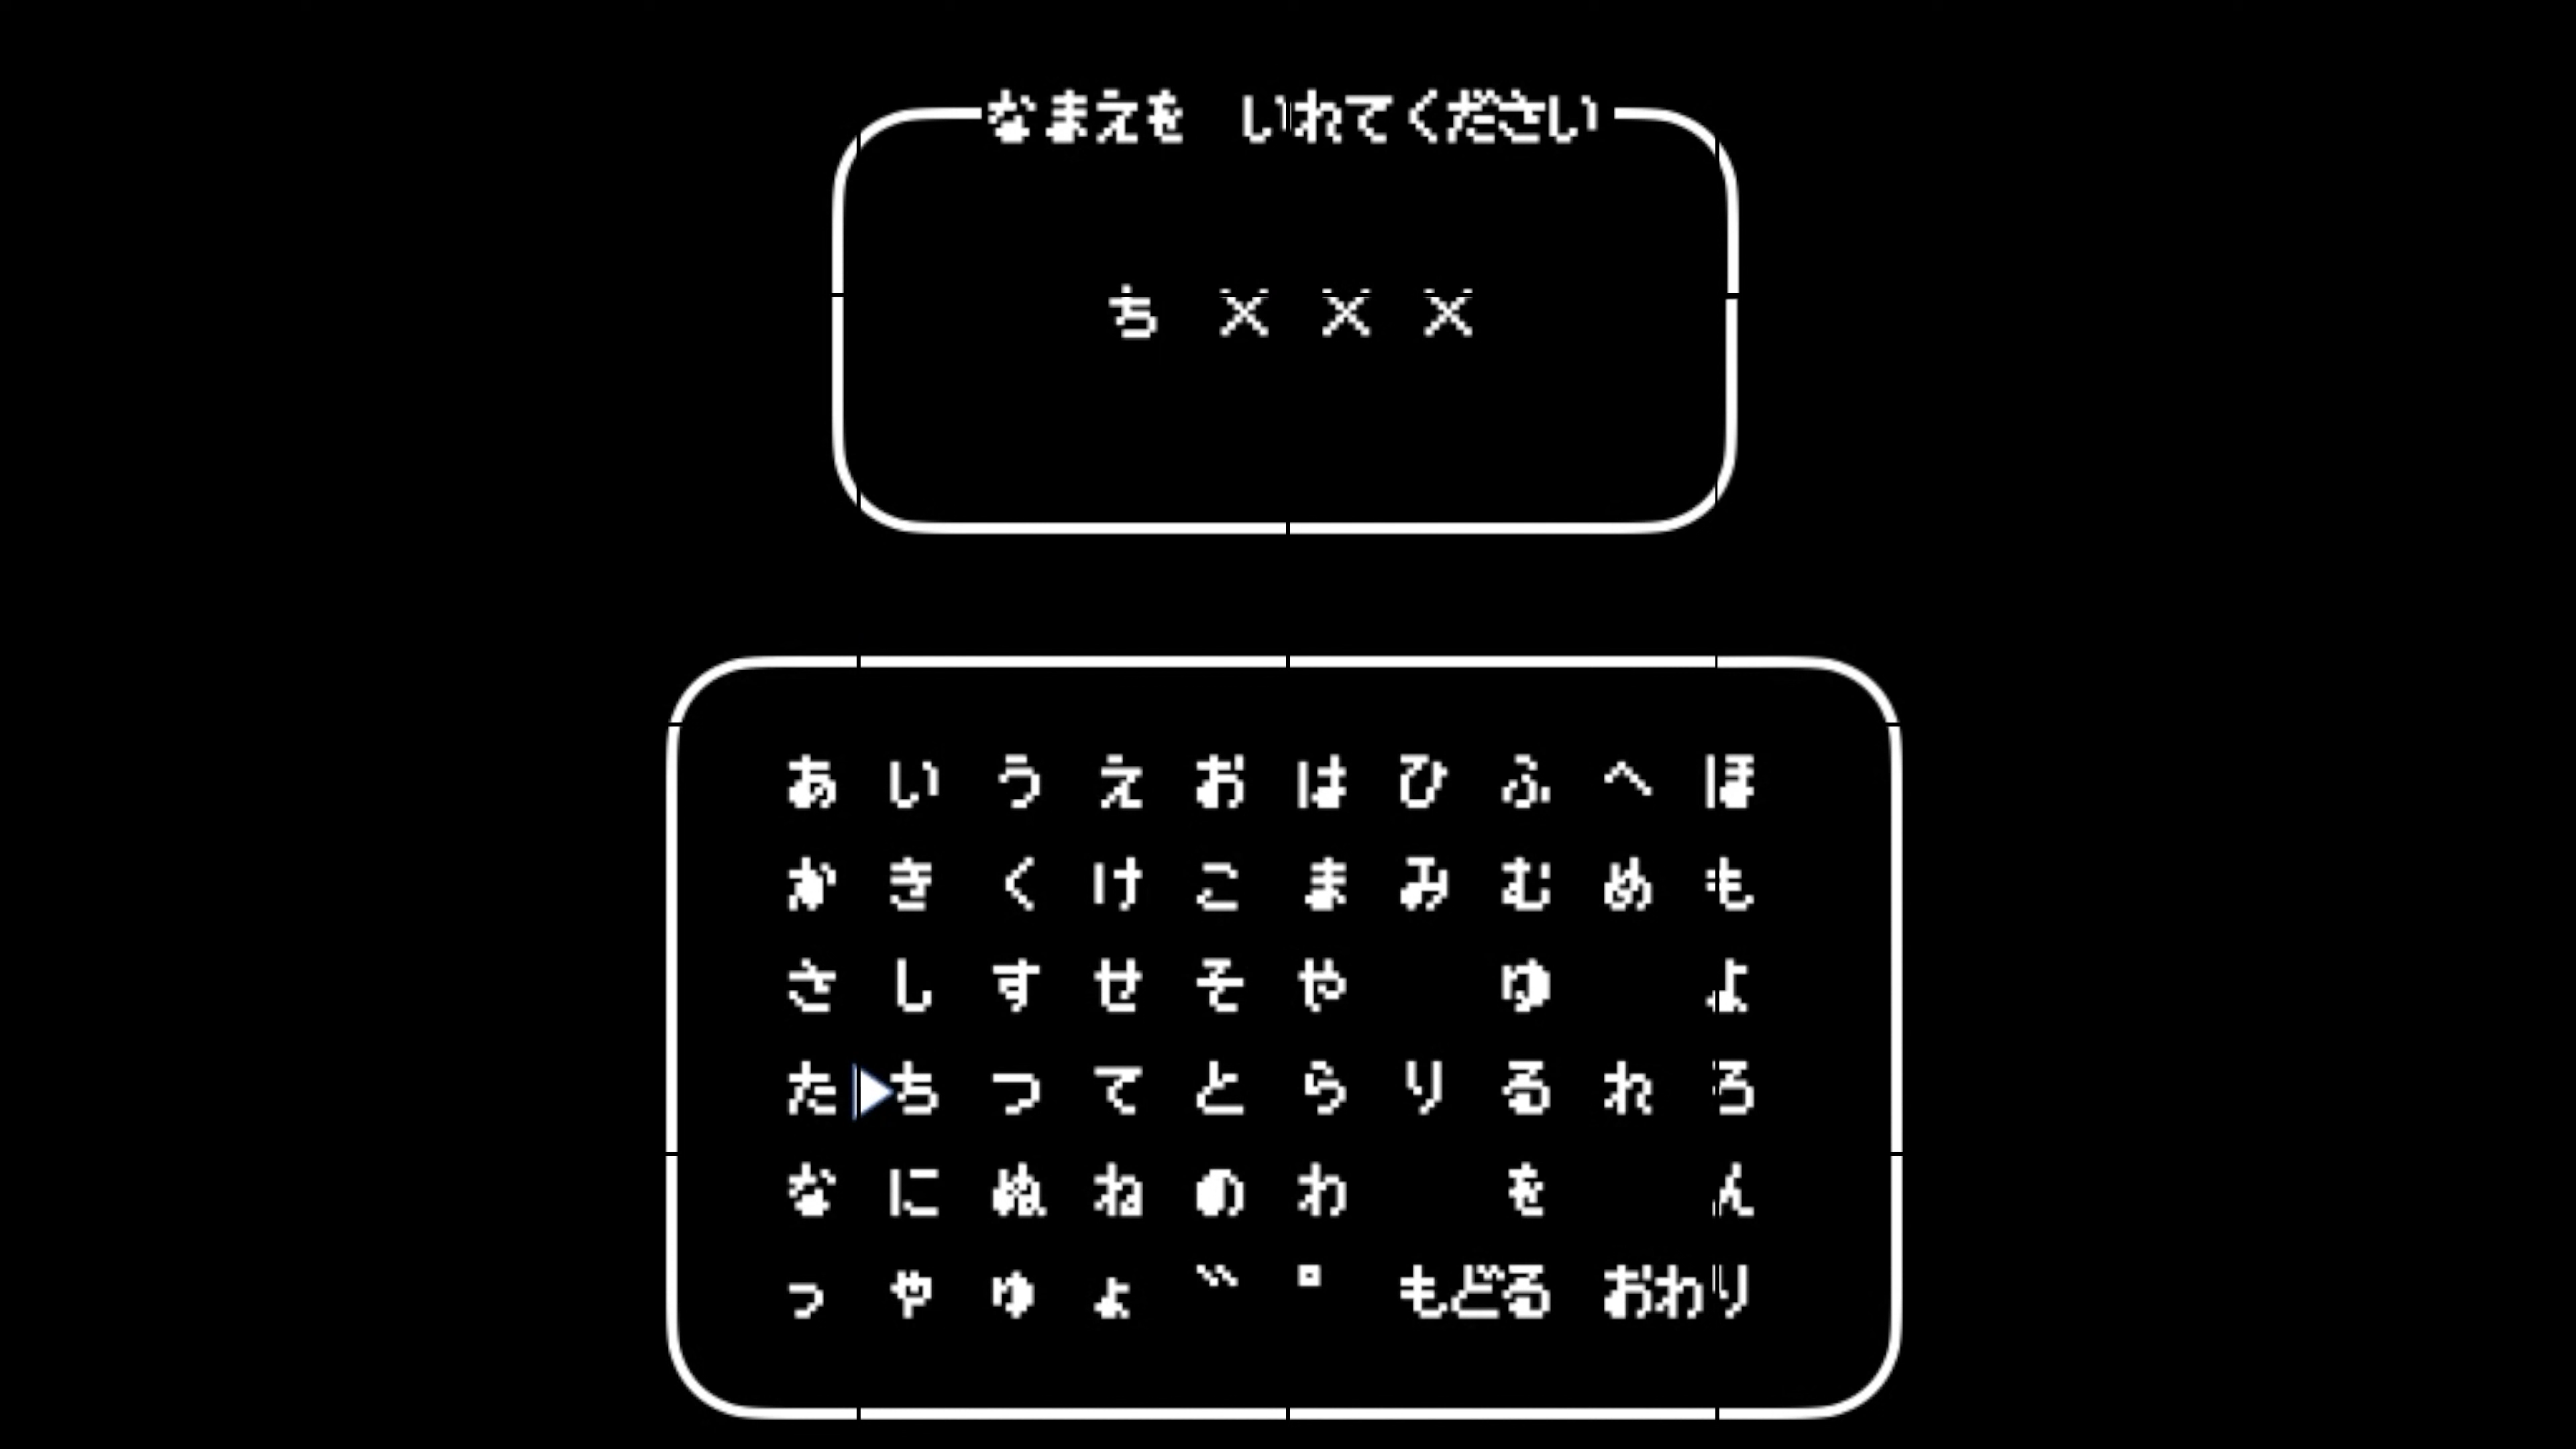 なまえを　いれてください
ち × × ×
あ い う え お は ひ ふ へ ほ
か き く け こ ま み む め も
さ し す せ そ や ゆ よ
た ▶ち つ て と ら り る れ ろ
な に ぬ ね の わ を ん
っ ゃ ゅ ょ ゛ ゜ もどる おわり